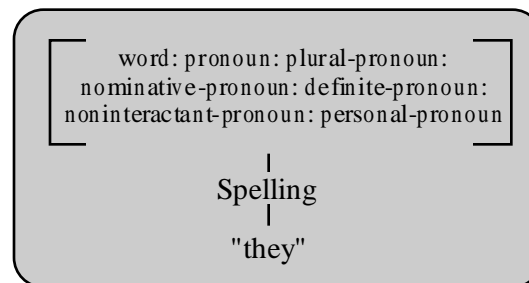 word: pronoun: plural-pronoun:
nominative-pronoun: definite-pronoun:
noninteractant-pronoun: personal-pronoun
Spelling
"they"